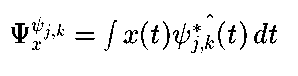 Ψ_x^{ψ_{j,k}} = ∫ x(t) ψ_{j,k}^{*^}(t) dt